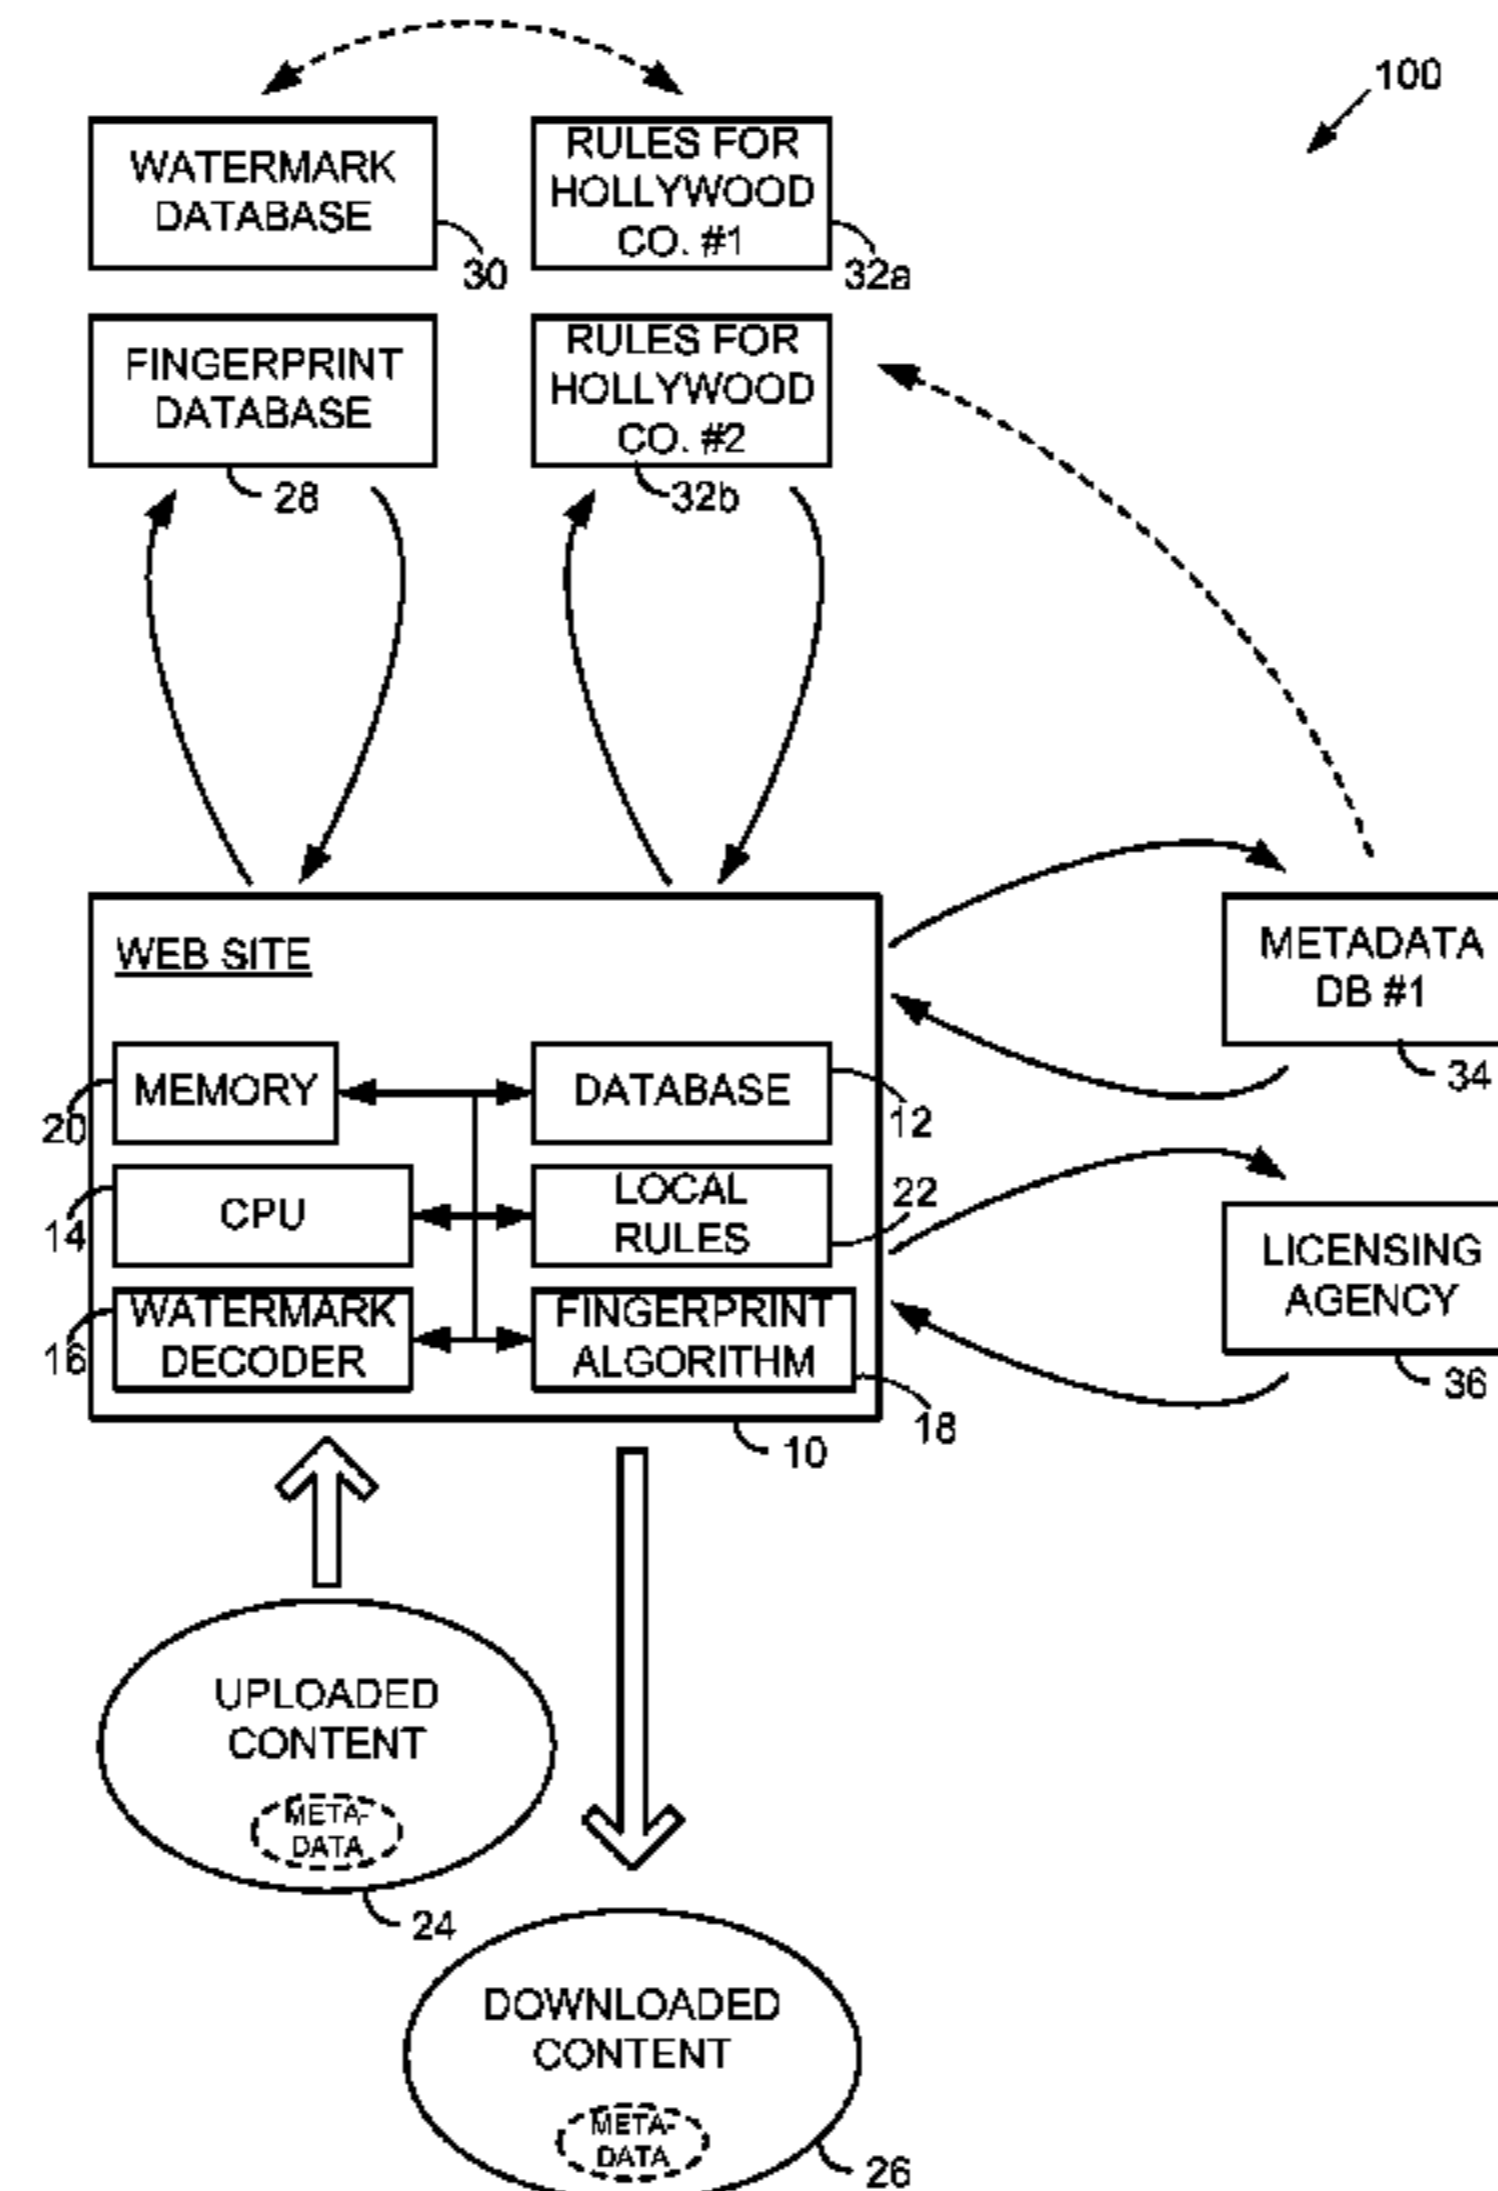 100
WATERMARK
DATABASE
30
RULES FOR
HOLLYWOOD
CO. #1
32a
FINGERPRINT
DATABASE
28
RULES FOR
HOLLYWOOD
CO. #2
32b
WEB SITE
MEMORY
20
DATABASE
12
CPU
14
LOCAL
RULES
22
WATERMARK
DECODER
16
FINGERPRINT
ALGORITHM
18
10
METADATA
DB #1
34
LICENSING
AGENCY
36
UPLOADED
CONTENT
META-
DATA
24
DOWNLOADED
CONTENT
META-
DATA
26